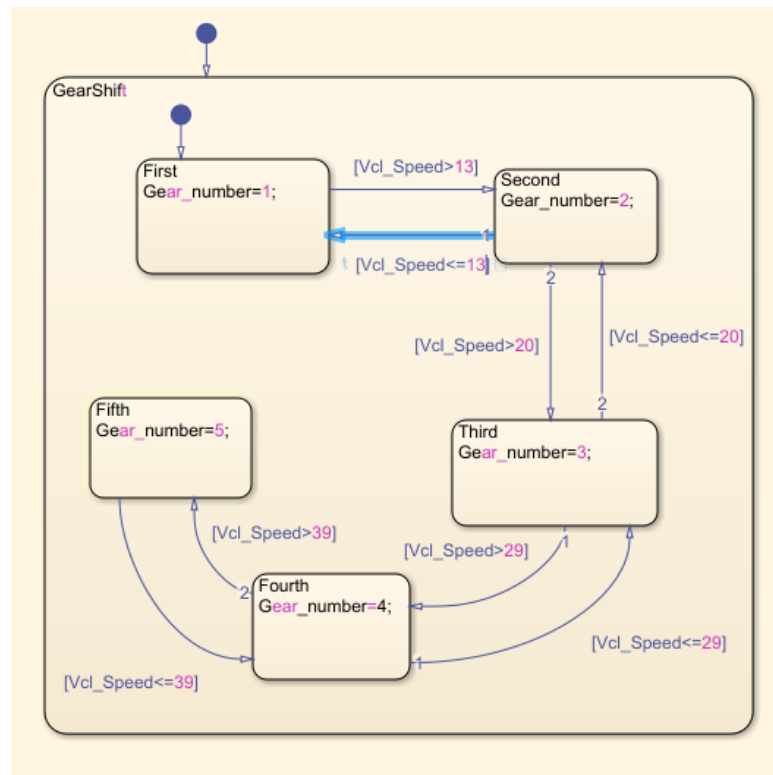 GearShift
First
Gear_number=1;
[Vcl_Speed>13]
Second
Gear_number=2;
1
[Vcl_Speed<=13]
2
[Vcl_Speed>20]
[Vcl_Speed<=20]
2
Fifth
Gear_number=5;
Third
Gear_number=3;
[Vcl_Speed>39]
1
[Vcl_Speed>29]
2
Fourth
Gear_number=4;
[Vcl_Speed<=29]
1
[Vcl_Speed<=39]